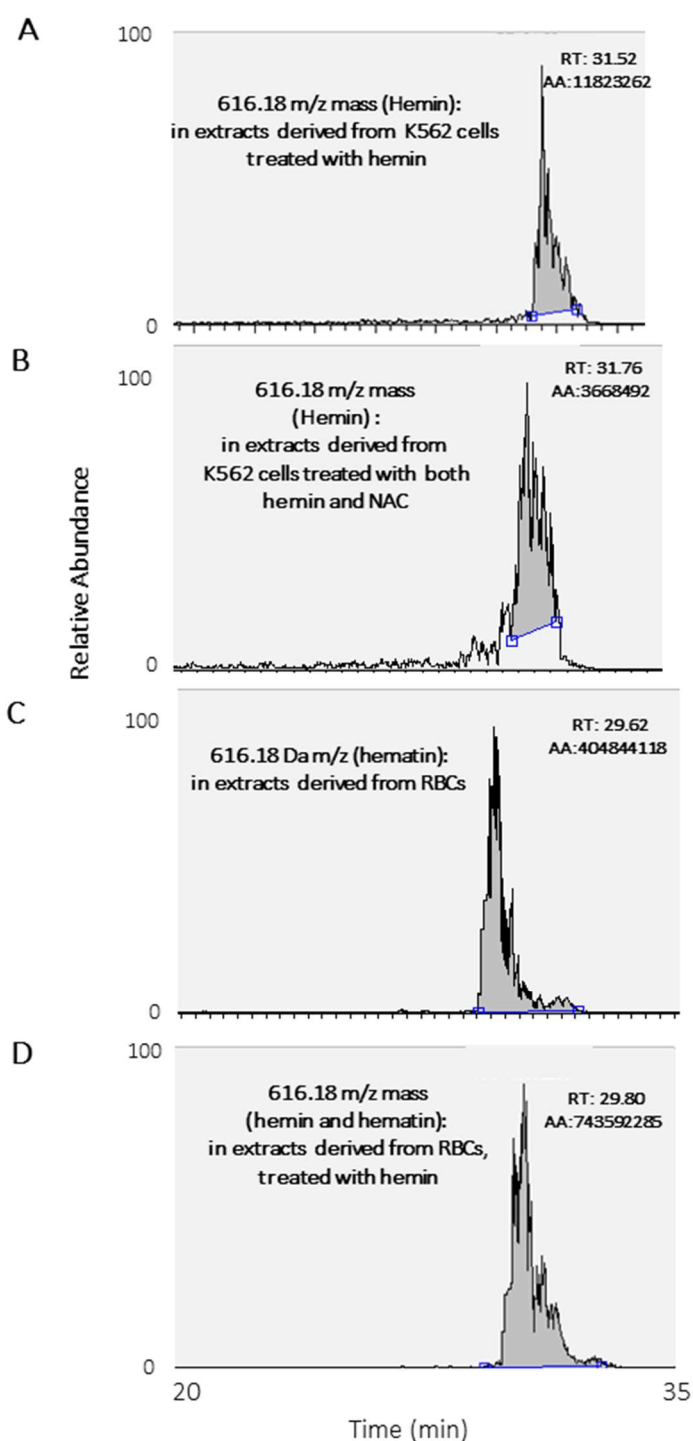 A
100
RT: 31.52
AA:11823262
616.18 m/z mass (Hemin):
in extracts derived from K562 cells
treated with hemin
0
B
100
RT: 31.76
AA:3668492
616.18 m/z mass
(Hemin) :
in extracts derived from
K562 cells treated with both
hemin and NAC
0
Relative Abundance
C
100
RT: 29.62
AA:404844118
616.18 Da m/z (hematin):
in extracts derived from RBCs
0
D
100
RT: 29.80
AA:743592285
616.18 m/z mass
(hemin and hematin):
in extracts derived from RBCs,
treated with hemin
0
20
35
Time (min)